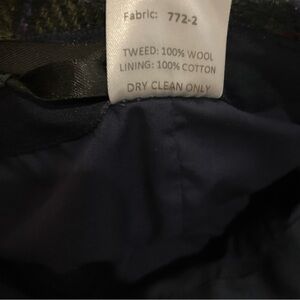 Fabric: 772-2
TWEED: 100% WOOL
LINING: 100% COTTON
DRY CLEAN ONLY